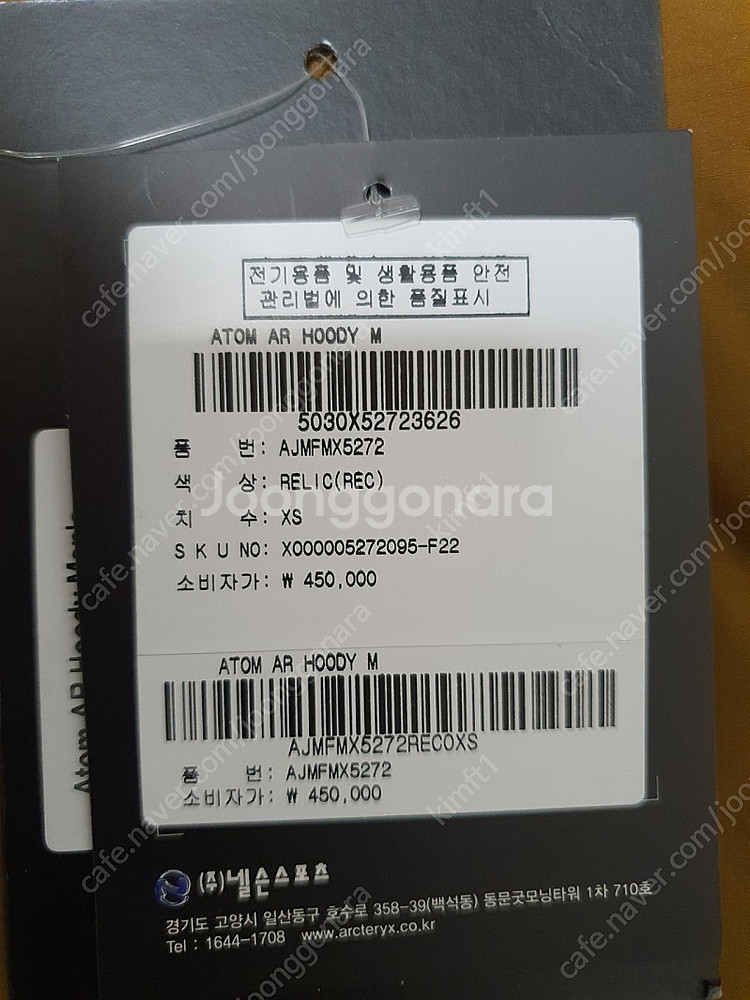 전기용품 및 생활용품 안전
관리법에 의한 품질표시
ATOM AR HOODY M
5030X52723626
품 번: AJMFMX5272
색 상: RELIC(REC)
치 수: XS
S K U NO: X000005272095-F22
소비자가: ₩ 450,000
ATOM AR HOODY M
AJMFMX5272REC0XS
품 번: AJMFMX5272
소비자가: ₩ 450,000
(주)넬슨스포츠
경기도 고양시 일산동구 호수로 358-39(백석동) 동문굿모닝타워 1차 710호
Tel : 1644-1708 www.arcteryx.co.kr
Atom AR Hoody Men's
Joonggonara
cafe.naver.com/joonggonara
kimft1